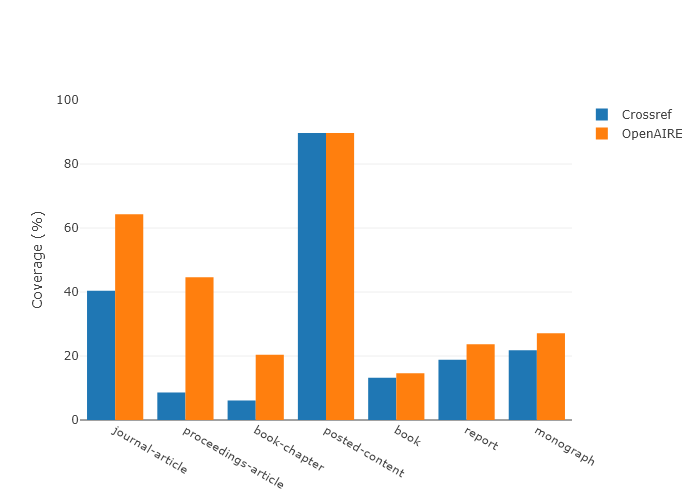 100
80
60
40
20
0
Coverage (%)
journal-article
proceedings-article
book-chapter
posted-content
book
report
monograph
Crossref
OpenAIRE